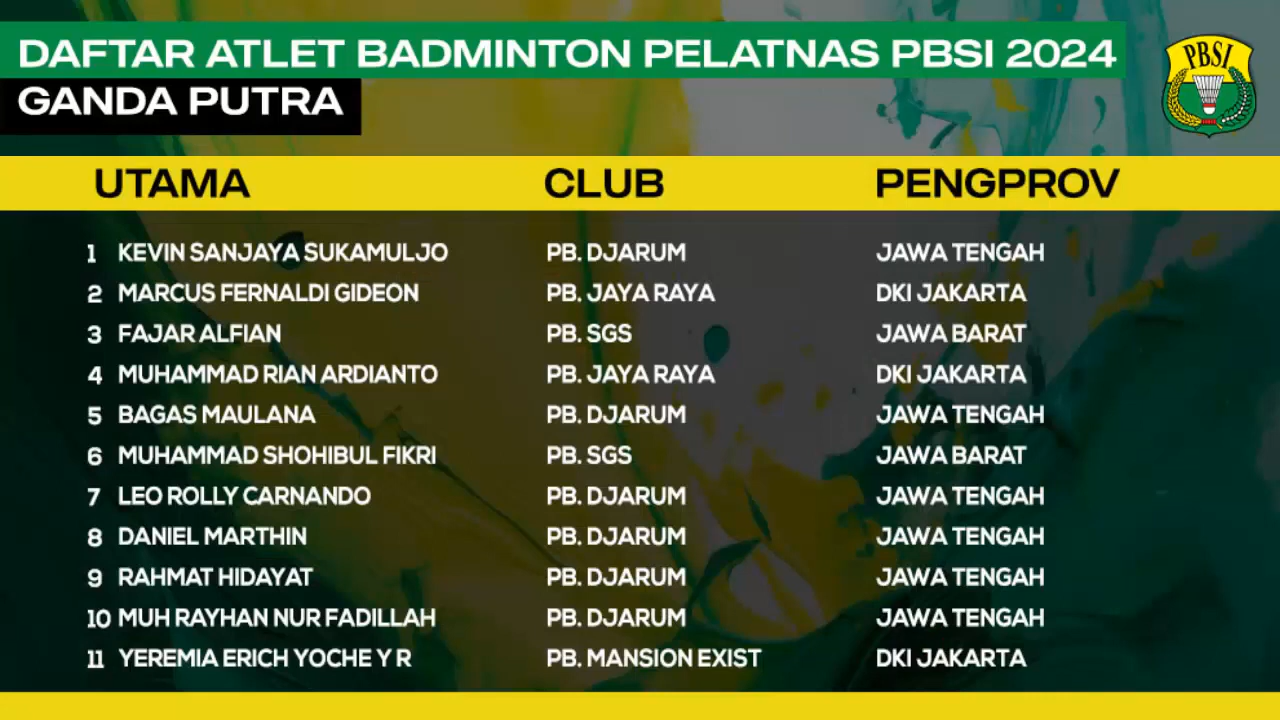 DAFTAR ATLET BADMINTON PELATNAS PBSI 2024
PBSI
GANDA PUTRA
UTAMA CLUB PENGPROV
1 KEVIN SANJAYA SUKAMULJO PB. DJARUM JAWA TENGAH
2 MARCUS FERNALDI GIDEON PB. JAYA RAYA DKI JAKARTA
3 FAJAR ALFIAN PB. SGS JAWA BARAT
4 MUHAMMAD RIAN ARDIANTO PB. JAYA RAYA DKI JAKARTA
5 BAGAS MAULANA PB. DJARUM JAWA TENGAH
6 MUHAMMAD SHOHIBUL FIKRI PB. SGS JAWA BARAT
7 LEO ROLLY CARNANDO PB. DJARUM JAWA TENGAH
8 DANIEL MARTHIN PB. DJARUM JAWA TENGAH
9 RAHMAT HIDAYAT PB. DJARUM JAWA TENGAH
10 MUH RAYHAN NUR FADILLAH PB. DJARUM JAWA TENGAH
11 YEREMIA ERICH YOCHE Y R PB. MANSION EXIST DKI JAKARTA